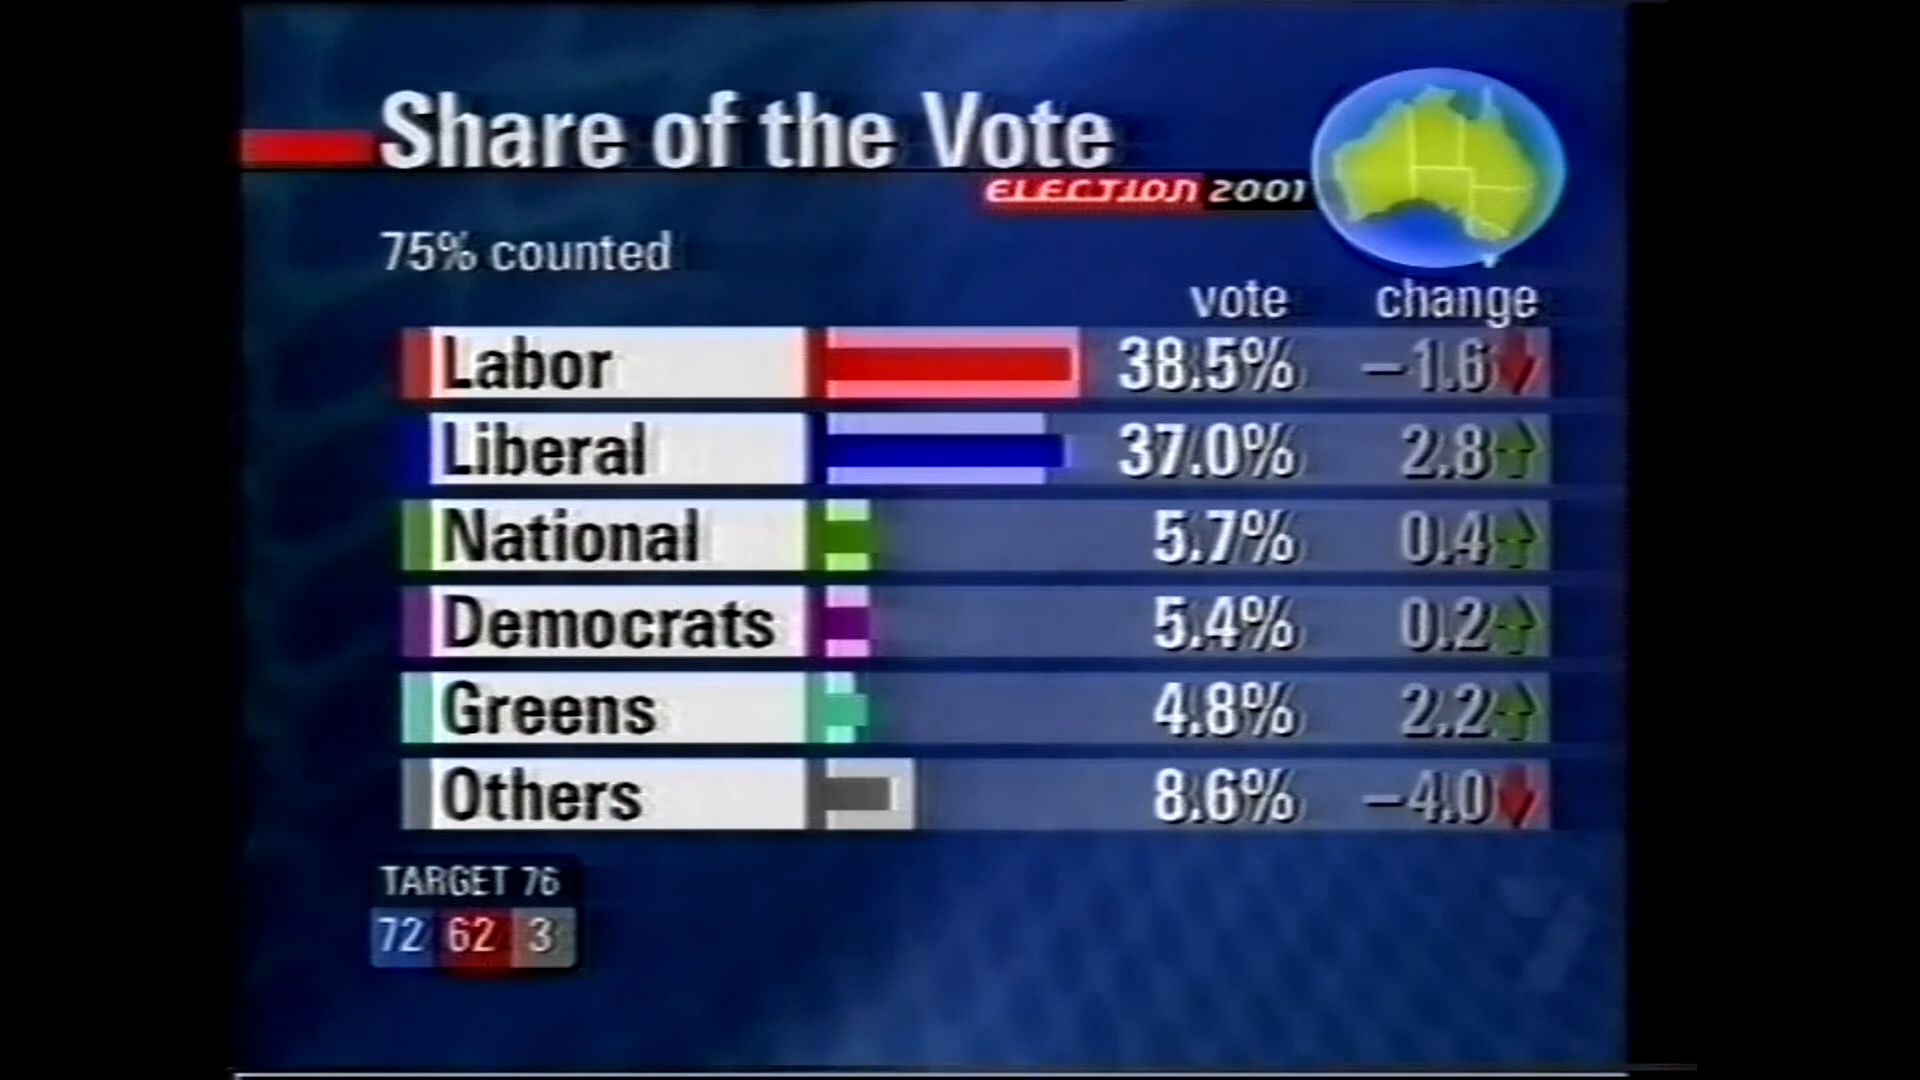 Share of the Vote
ELECTION 2001
75% counted
vote change
Labor 38.5% –1.6
Liberal 37.0% 2.8
National 5.7% 0.4
Democrats 5.4% 0.2
Greens 4.8% 2.2
Others 8.6% –4.0
TARGET 76
72 62 3
7